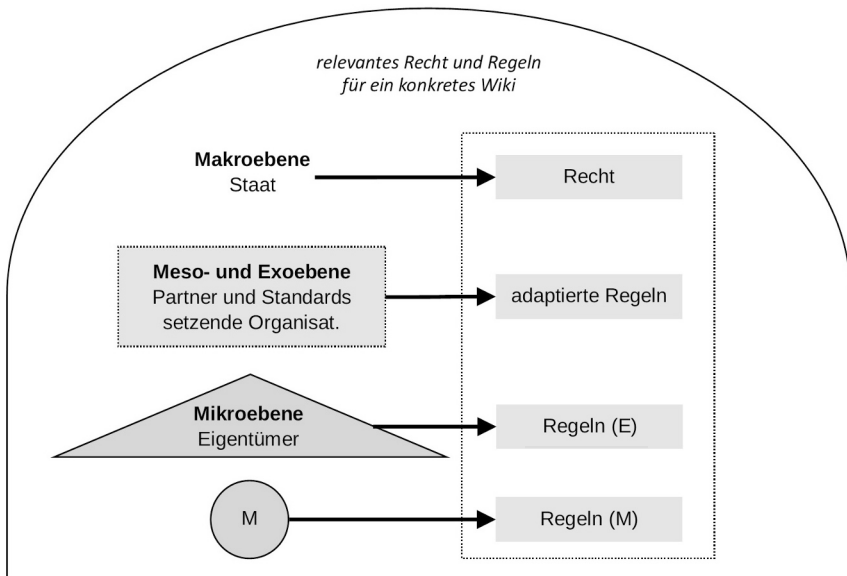 relevantes Recht und Regeln
für ein konkretes Wiki
Makroebene
Staat
Recht
Meso- und Exoebene
Partner und Standards
setzende Organisat.
adaptierte Regeln
Mikroebene
Eigentümer
Regeln (E)
M
Regeln (M)